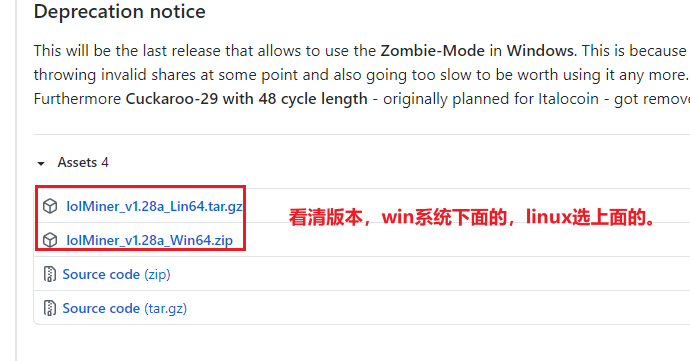 Deprecation notice
This will be the last release that allows to use the Zombie-Mode in Windows. This is because
throwing invalid shares at some point and also going too slow to be worth using it any more.
Furthermore Cuckaroo-29 with 48 cycle length - originally planned for Italocoin - got remove
Assets 4
lolMiner_v1.28a_Lin64.tar.gz
看清版本，win系统下面的，linux选上面的。
lolMiner_v1.28a_Win64.zip
Source code (zip)
Source code (tar.gz)